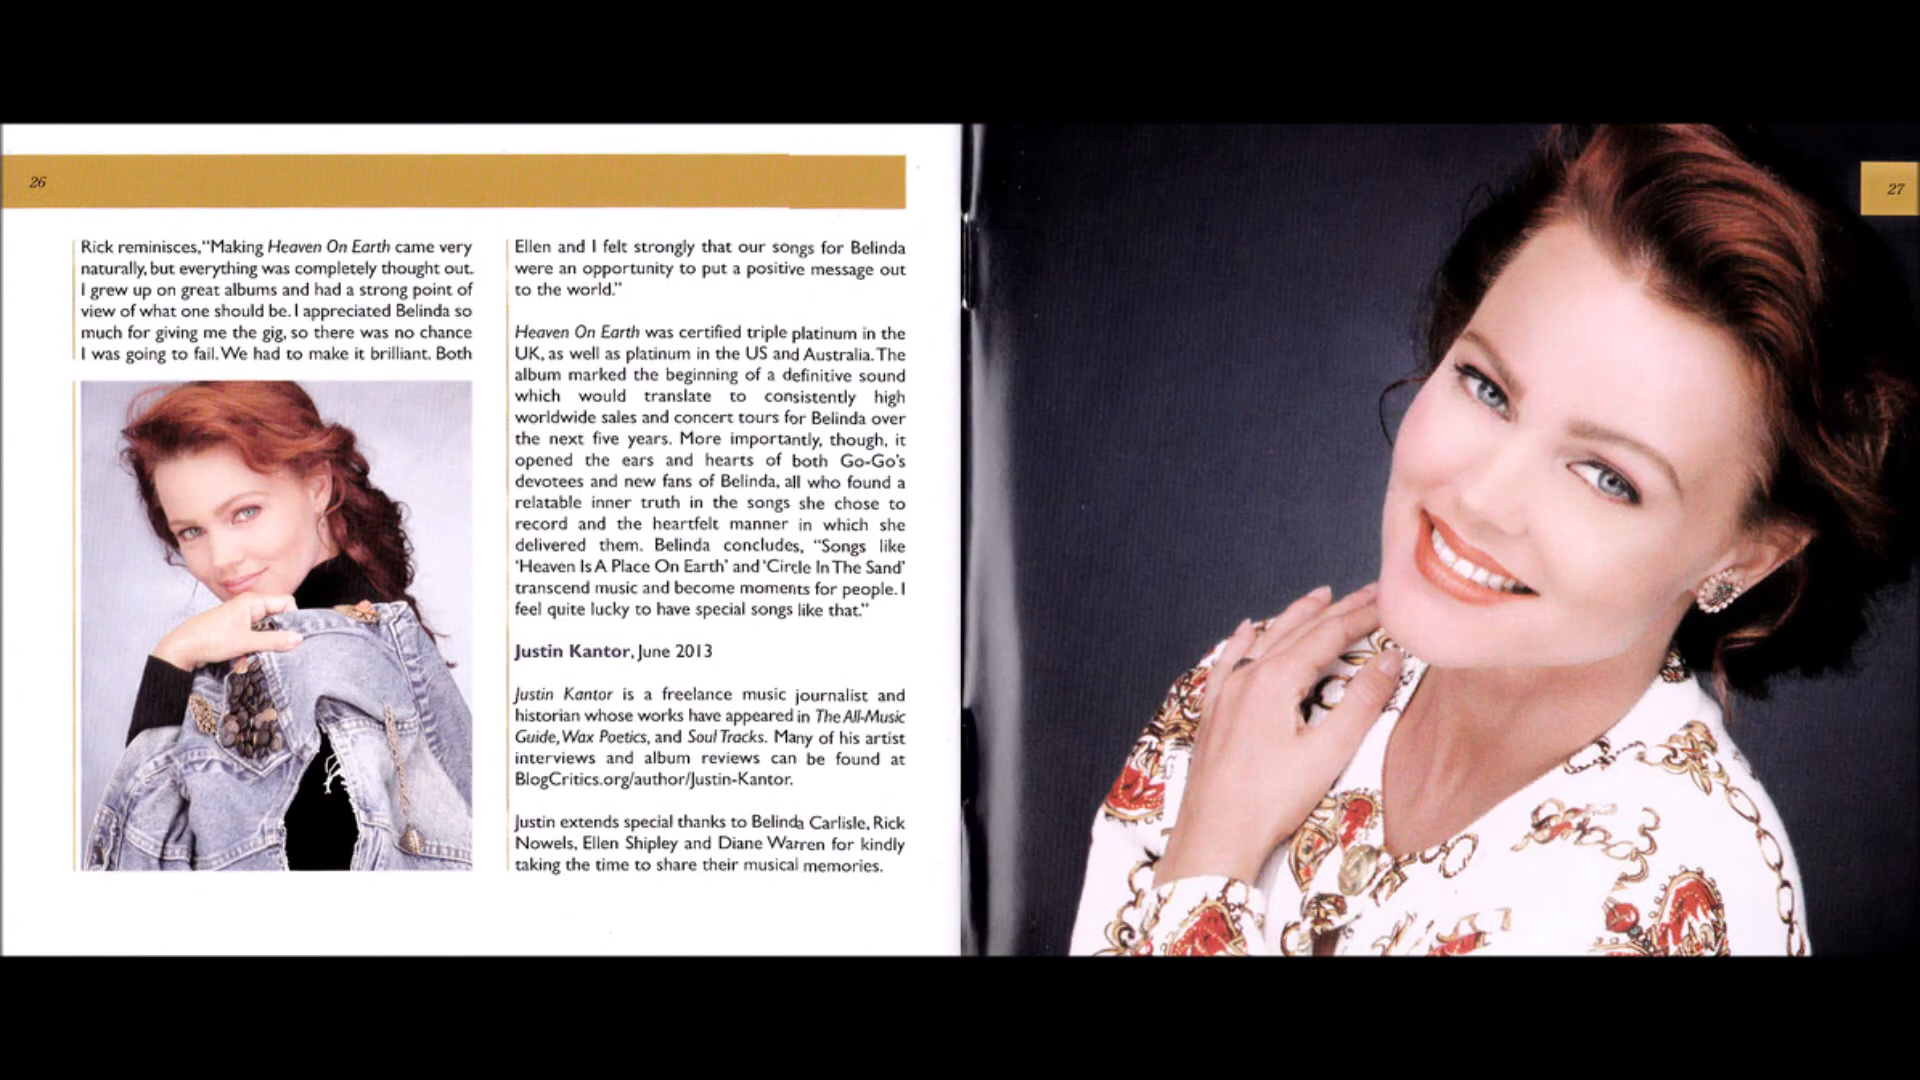 26
Rick reminisces, “Making Heaven On Earth came very
naturally, but everything was completely thought out.
I grew up on great albums and had a strong point of
view of what one should be. I appreciated Belinda so
much for giving me the gig, so there was no chance
I was going to fail. We had to make it brilliant. Both
Ellen and I felt strongly that our songs for Belinda
were an opportunity to put a positive message out
to the world.”
Heaven On Earth was certified triple platinum in the
UK, as well as platinum in the US and Australia. The
album marked the beginning of a definitive sound
which would translate to consistently high
worldwide sales and concert tours for Belinda over
the next five years. More importantly, though, it
opened the ears and hearts of both Go-Go’s
devotees and new fans of Belinda, all who found a
relatable inner truth in the songs she chose to
record and the heartfelt manner in which she
delivered them. Belinda concludes, “Songs like
‘Heaven Is A Place On Earth’ and ‘Circle In The Sand’
transcend music and become moments for people. I
feel quite lucky to have special songs like that.”
Justin Kantor, June 2013
Justin Kantor is a freelance music journalist and
historian whose works have appeared in The All-Music
Guide, Wax Poetics, and Soul Tracks. Many of his artist
interviews and album reviews can be found at
BlogCritics.org/author/Justin-Kantor.
Justin extends special thanks to Belinda Carlisle, Rick
Nowels, Ellen Shipley and Diane Warren for kindly
taking the time to share their musical memories.
27